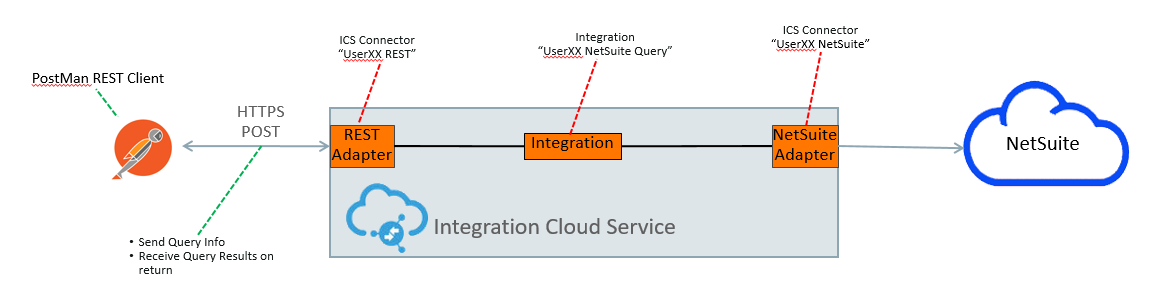 ICS Connector
“UserXX REST”
Integration
“UserXX NetSuite Query”
ICS Connector
“UserXX NetSuite”
PostMan REST Client
HTTPS
POST
REST
Adapter
Integration
NetSuite
Adapter
NetSuite
Integration Cloud Service
• Send Query Info
• Receive Query Results on
return